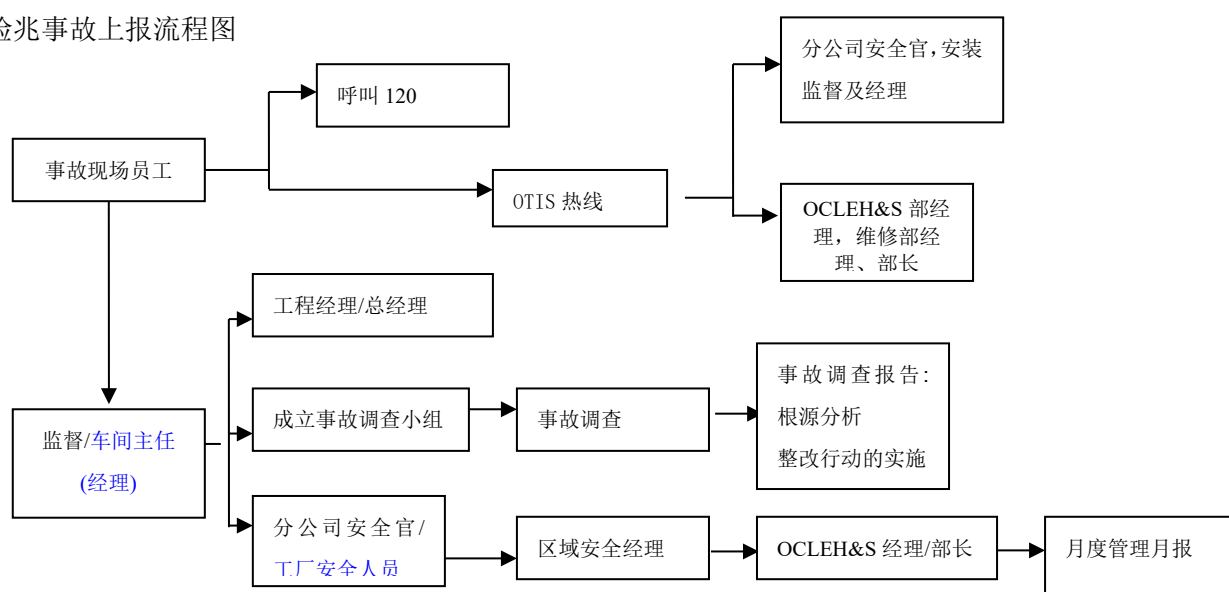 险兆事故上报流程图
分公司安全官，安装
监督及经理
呼叫 120
事故现场员工
OTIS 热线
OCLEH&S 部经
理，维修部经
理、部长
工程经理/总经理
事故调查报告:
根源分析
整改行动的实施
成立事故调查小组
事故调查
监督/车间主任
(经理)
分公司安全官/
工厂安全人员
区域安全经理
OCLEH&S 经理/部长
月度管理月报